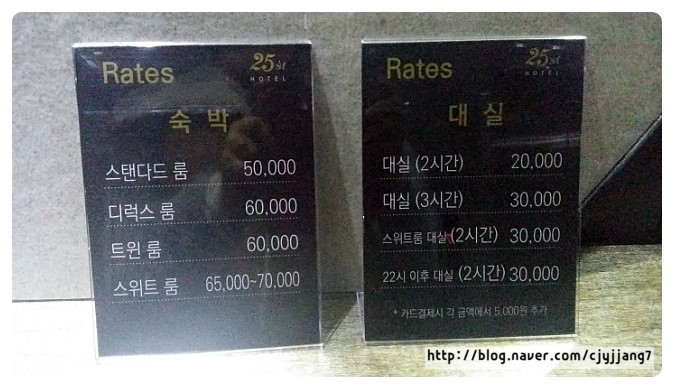 Rates
25st
HOTEL
숙 박
스탠다드 룸 50,000
디럭스 룸 60,000
트윈 룸 60,000
스위트 룸 65,000~70,000
Rates
25st
HOTEL
대 실
대실 (2시간) 20,000
대실 (3시간) 30,000
스위트룸 대실 (2시간) 30,000
22시 이후 대실 (2시간) 30,000
* 카드결제시 각 금액에서 5,000원 추가
http://blog.naver.com/cjyjjang7